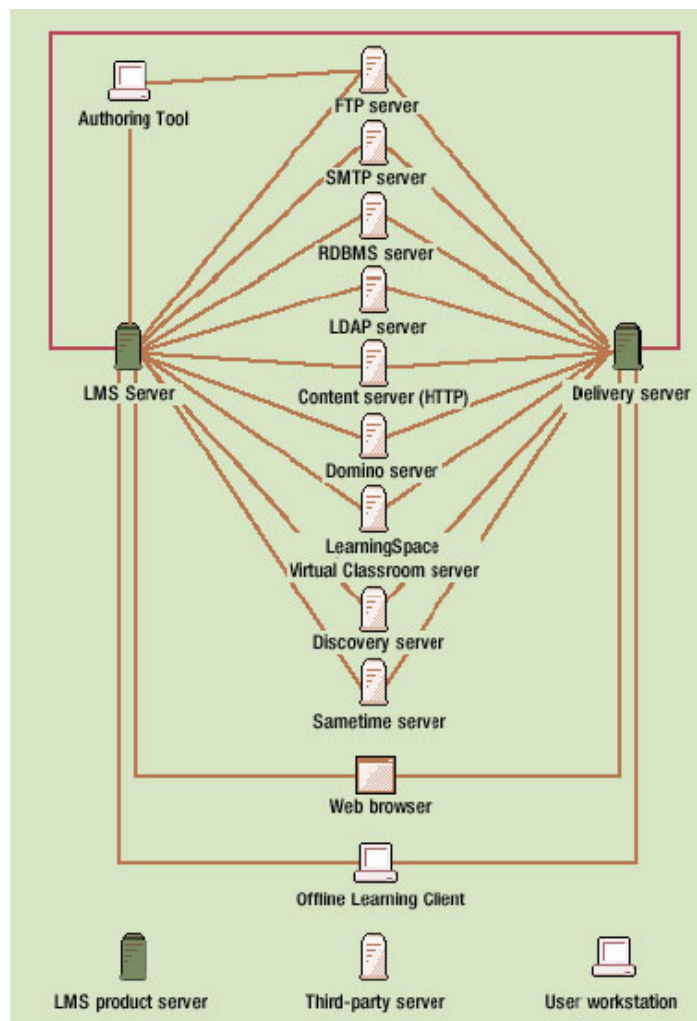 FTP server
Authoring Tool
SMTP server
RDBMS server
LDAP server
LMS Server
Content server (HTTP)
Delivery server
Domino server
LearningSpace
Virtual Classroom server
Discovery server
Sametime server
Web browser
Offline Learning Client
LMS product server
Third-party server
User workstation